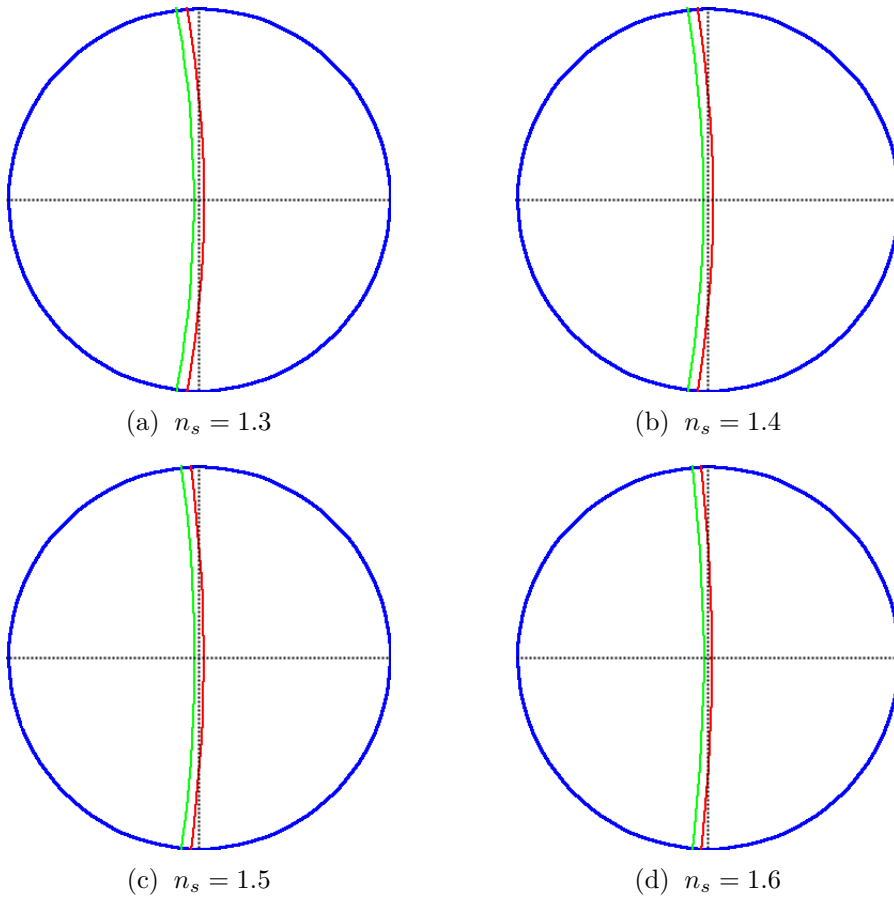 (a) n_s = 1.3
(b) n_s = 1.4
(c) n_s = 1.5
(d) n_s = 1.6